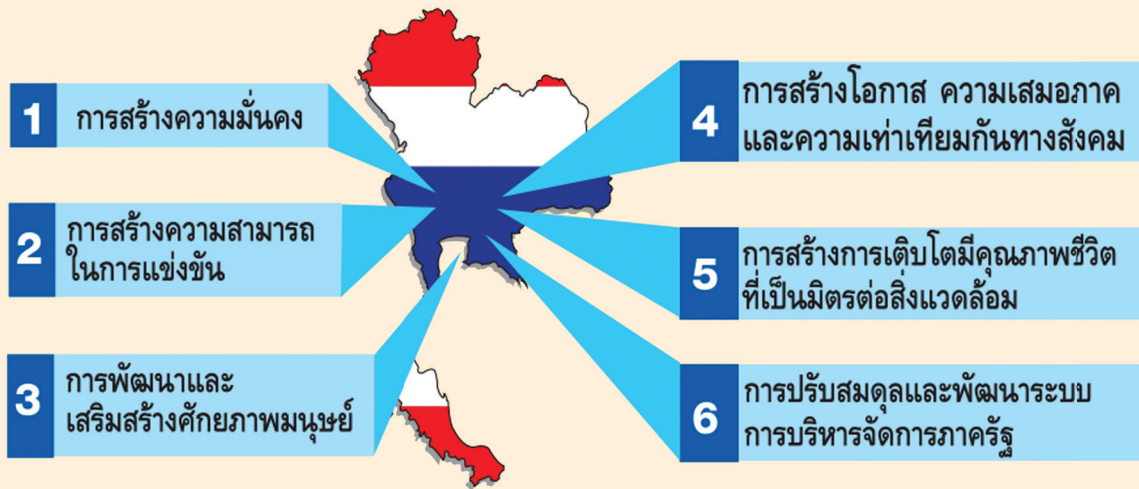 1
การสร้างความมั่นคง
2
การสร้างความสามารถ
ในการแข่งขัน
3
การพัฒนาและ
เสริมสร้างศักยภาพมนุษย์
4
การสร้างโอกาส ความเสมอภาค
และความเท่าเทียมกันทางสังคม
5
การสร้างการเติบโตมีคุณภาพชีวิต
ที่เป็นมิตรต่อสิ่งแวดล้อม
6
การปรับสมดุลและพัฒนาระบบ
การบริหารจัดการภาครัฐ